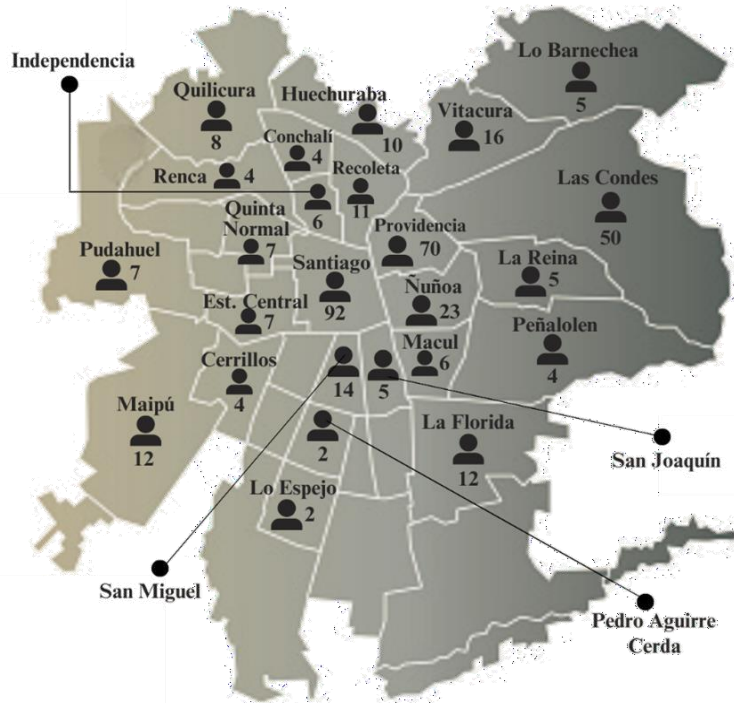 Lo Barnechea
5
Independencia
Quilicura
8
Huechuraba
10
Vitacura
16
Conchalí
4
Renca
4
Recoleta
11
6
Las Condes
50
Quinta
Normal
7
Providencia
70
Pudahuel
7
Santiago
92
La Reina
5
Ñuñoa
23
Est. Central
7
Peñalolen
4
Macul
6
Cerrillos
4
14
5
Maipú
12
La Florida
12
2
San Joaquín
Lo Espejo
2
San Miguel
Pedro Aguirre
Cerda